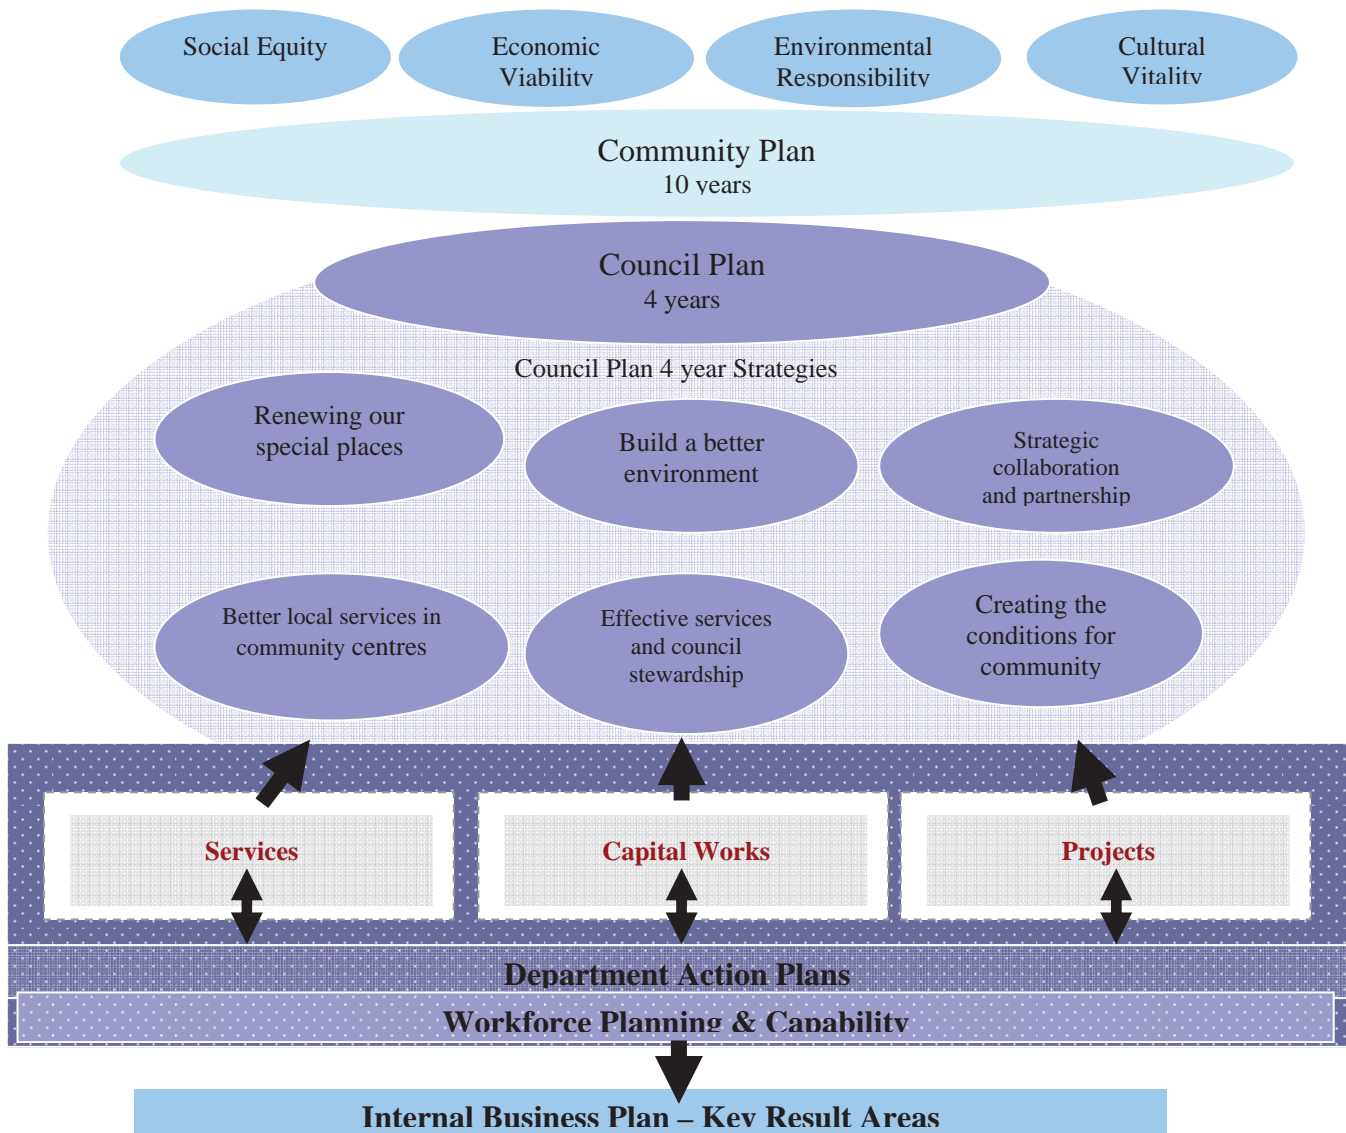 Social Equity
Economic
Viability
Environmental
Responsibility
Cultural
Vitality
Community Plan
10 years
Council Plan
4 years
Council Plan 4 year Strategies
Renewing our
special places
Build a better
environment
Strategic
collaboration
and partnership
Better local services in
community centres
Effective services
and council
stewardship
Creating the
conditions for
community
Services
Capital Works
Projects
Department Action Plans
Workforce Planning & Capability
Internal Business Plan – Key Result Areas